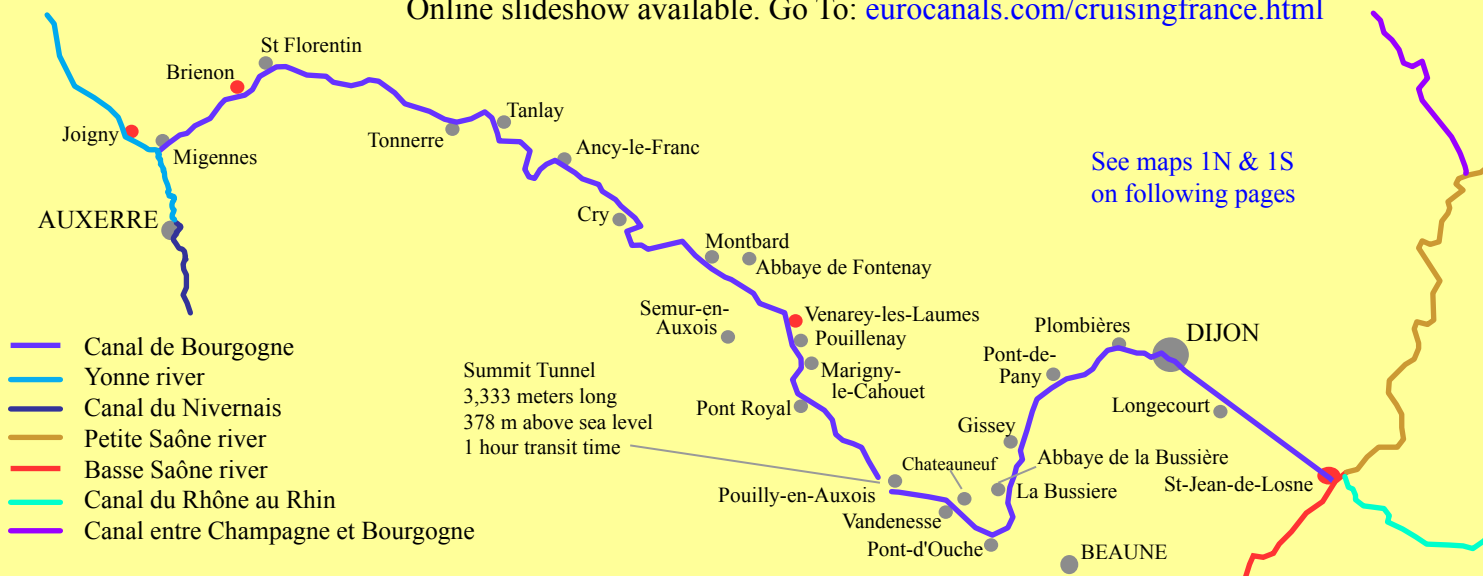 Online slideshow available. Go To: eurocanals.com/cruisingfrance.html
St Florentin
Brienon
Joigny
Migennes
AUXERRE
Tonnerre
Tanlay
Ancy-le-Franc
Cry
Montbard
Abbaye de Fontenay
See maps 1N & 1S
on following pages
Semur-en-
Auxois
Venarey-les-Laumes
Pouillenay
Marigny-
le-Cahouet
Pont Royal
Summit Tunnel
3,333 meters long
378 m above sea level
1 hour transit time
Plombières
DIJON
Pont-de-
Pany
Longecourt
Gissey
Chateauneuf
Abbaye de la Bussière
La Bussiere
St-Jean-de-Losne
Pouilly-en-Auxois
Vandenesse
Pont-d'Ouche
BEAUNE
Canal de Bourgogne
Yonne river
Canal du Nivernais
Petite Saône river
Basse Saône river
Canal du Rhône au Rhin
Canal entre Champagne et Bourgogne